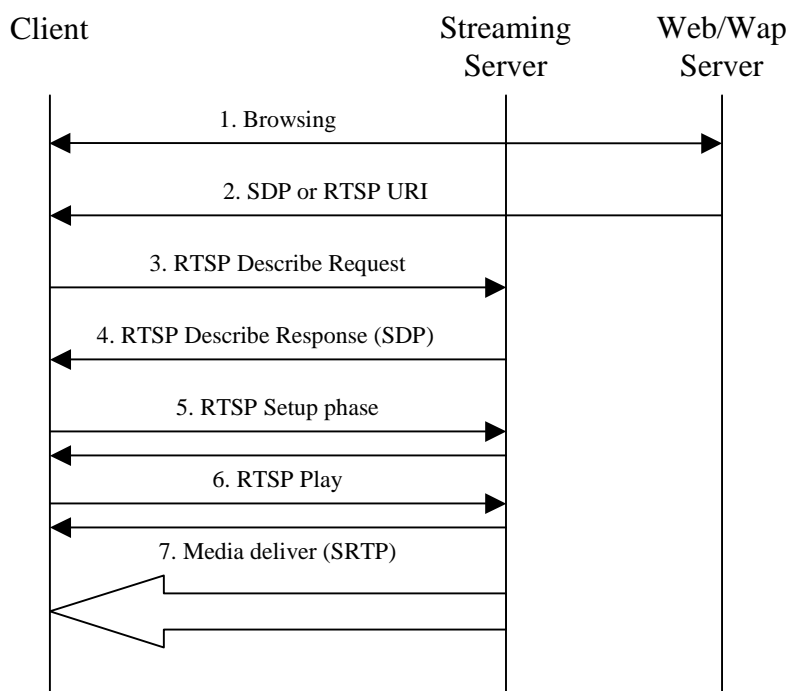 Client
Streaming
Server
Web/Wap
Server
1. Browsing
2. SDP or RTSP URI
3. RTSP Describe Request
4. RTSP Describe Response (SDP)
5. RTSP Setup phase
6. RTSP Play
7. Media deliver (SRTP)